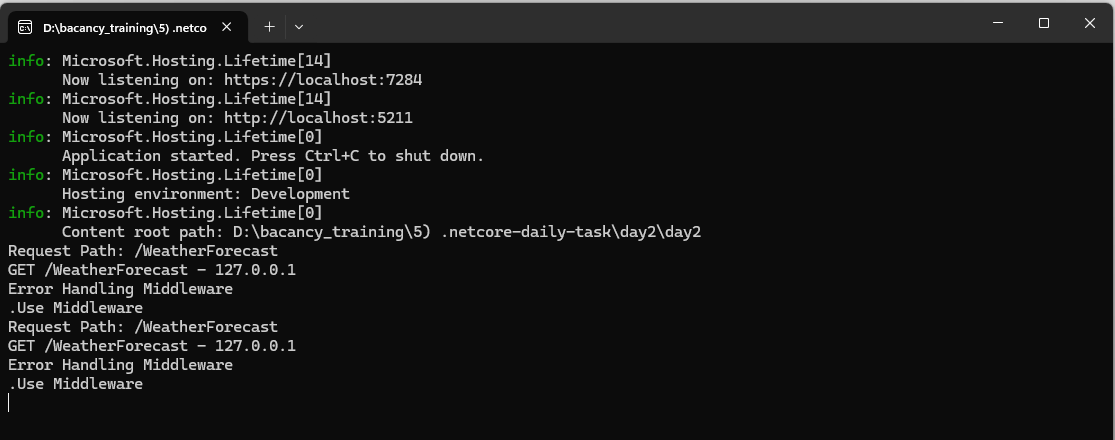 D:\bacancy_training\5) .netco
info: Microsoft.Hosting.Lifetime[14]
      Now listening on: https://localhost:7284
info: Microsoft.Hosting.Lifetime[14]
      Now listening on: http://localhost:5211
info: Microsoft.Hosting.Lifetime[0]
      Application started. Press Ctrl+C to shut down.
info: Microsoft.Hosting.Lifetime[0]
      Hosting environment: Development
info: Microsoft.Hosting.Lifetime[0]
      Content root path: D:\bacancy_training\5) .netcore-daily-task\day2\day2
Request Path: /WeatherForecast
GET /WeatherForecast - 127.0.0.1
Error Handling Middleware
.Use Middleware
Request Path: /WeatherForecast
GET /WeatherForecast - 127.0.0.1
Error Handling Middleware
.Use Middleware